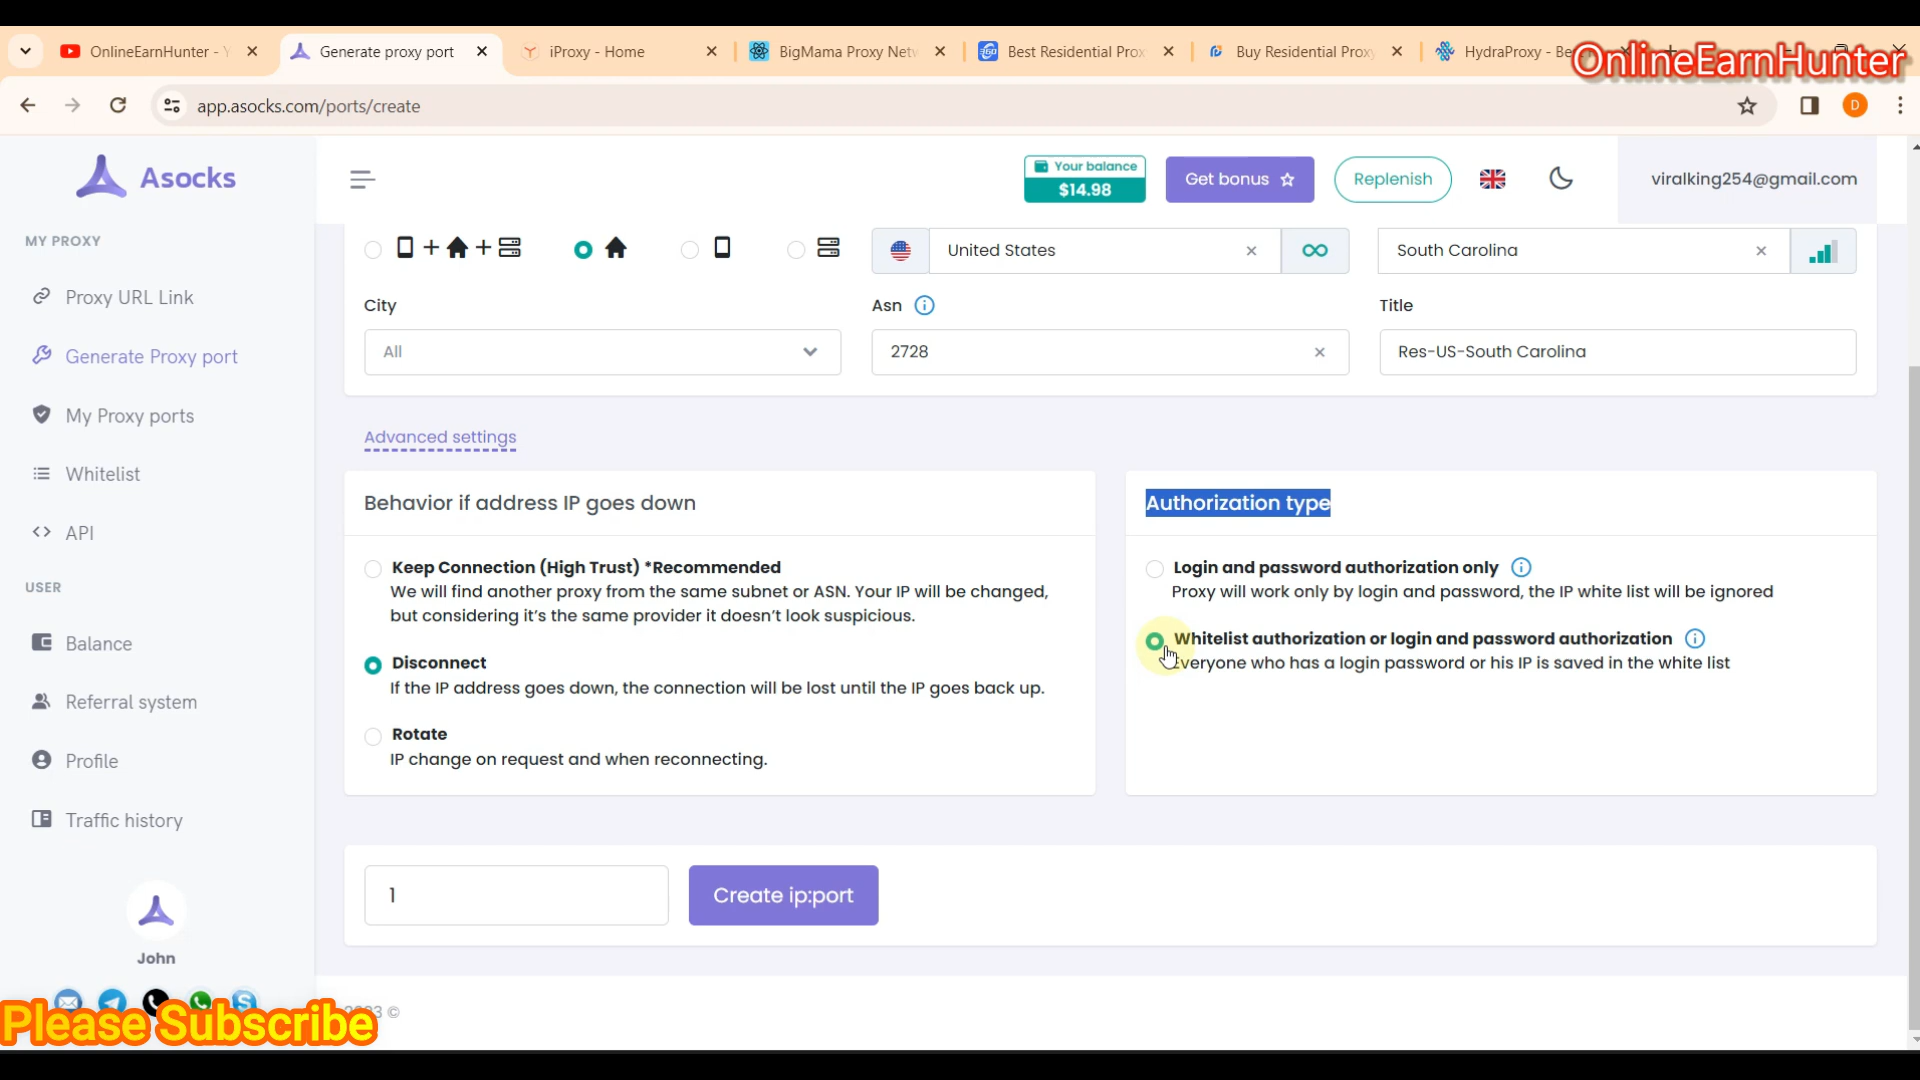 OnlineEarnHunter - Y
Generate proxy port
iProxy - Home
BigMama Proxy Netw
Best Residential Prox
Buy Residential Proxy
HydraProxy - Be
OnlineEarnHunter
app.asocks.com/ports/create
D
Asocks
Your balance
$14.98
Get bonus
Replenish
viralking254@gmail.com
MY PROXY
Proxy URL Link
Generate Proxy port
My Proxy ports
Whitelist
API
USER
Balance
Referral system
Profile
Traffic history
John
United States
South Carolina
City
Asn
Title
All
2728
Res-US-South Carolina
Advanced settings
Behavior if address IP goes down
Keep Connection (High Trust) *Recommended
We will find another proxy from the same subnet or ASN. Your IP will be changed,
but considering it's the same provider it doesn't look suspicious.
Disconnect
If the IP address goes down, the connection will be lost until the IP goes back up.
Rotate
IP change on request and when reconnecting.
Authorization type
Login and password authorization only
Proxy will work only by login and password, the IP white list will be ignored
Whitelist authorization or login and password authorization
Everyone who has a login password or his IP is saved in the white list
1
Create ip:port
©
Please Subscribe